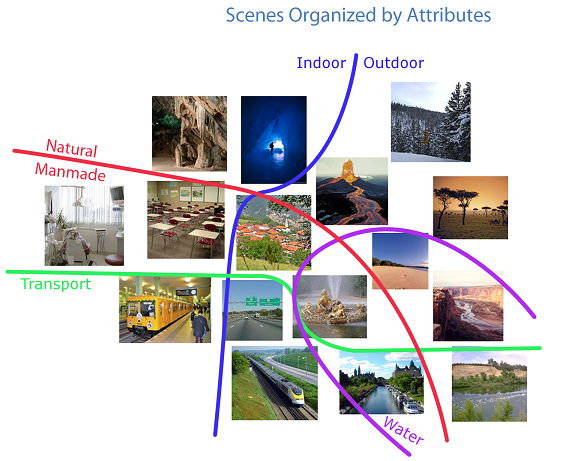 Scenes Organized by Attributes
Indoor
Outdoor
Natural
Manmade
Transport
Water